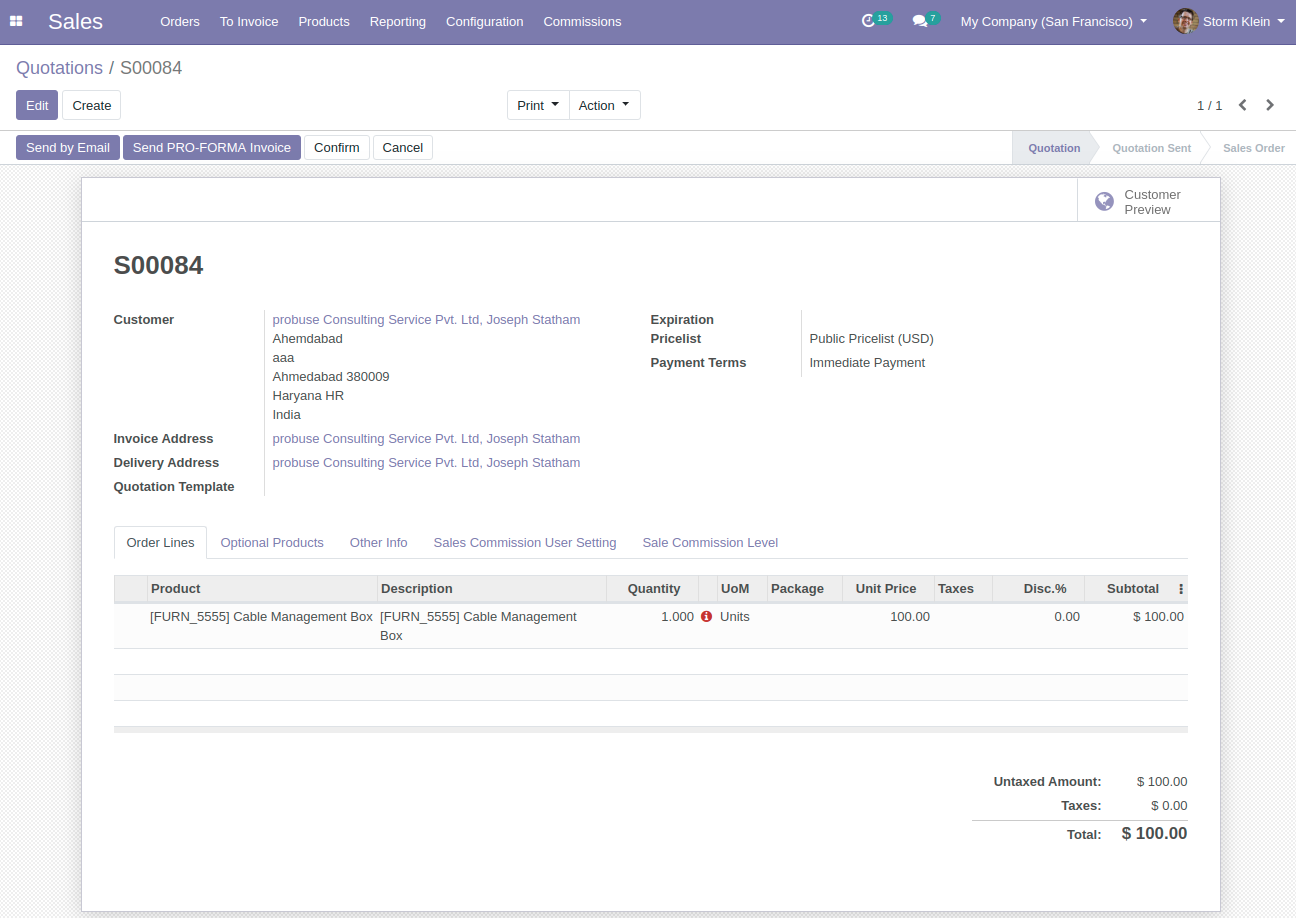 Sales Orders To Invoice Products Reporting Configuration Commissions 13 7 My Company (San Francisco) Storm Klein
Quotations / S00084
Edit Create Print Action 1 / 1
Send by Email Send PRO-FORMA Invoice Confirm Cancel Quotation Quotation Sent Sales Order
Customer
Preview
S00084
Customer probuse Consulting Service Pvt. Ltd, Joseph Statham Expiration
Ahemdabad Pricelist Public Pricelist (USD)
aaa Payment Terms Immediate Payment
Ahmedabad 380009
Haryana HR
India
Invoice Address probuse Consulting Service Pvt. Ltd, Joseph Statham
Delivery Address probuse Consulting Service Pvt. Ltd, Joseph Statham
Quotation Template
Order Lines Optional Products Other Info Sales Commission User Setting Sale Commission Level
Product Description Quantity UoM Package Unit Price Taxes Disc.% Subtotal
[FURN_5555] Cable Management Box [FURN_5555] Cable Management 1.000 Units 100.00 0.00 $ 100.00
Box
Untaxed Amount: $ 100.00
Taxes: $ 0.00
Total: $ 100.00